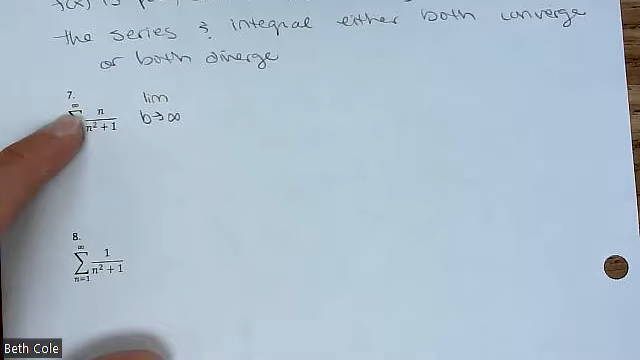 the series & integral either both converge
or both diverge
7.
∞
n
n² + 1
lim
b→∞
8.
∞
∑ 1
n² + 1
n=1
Beth Cole